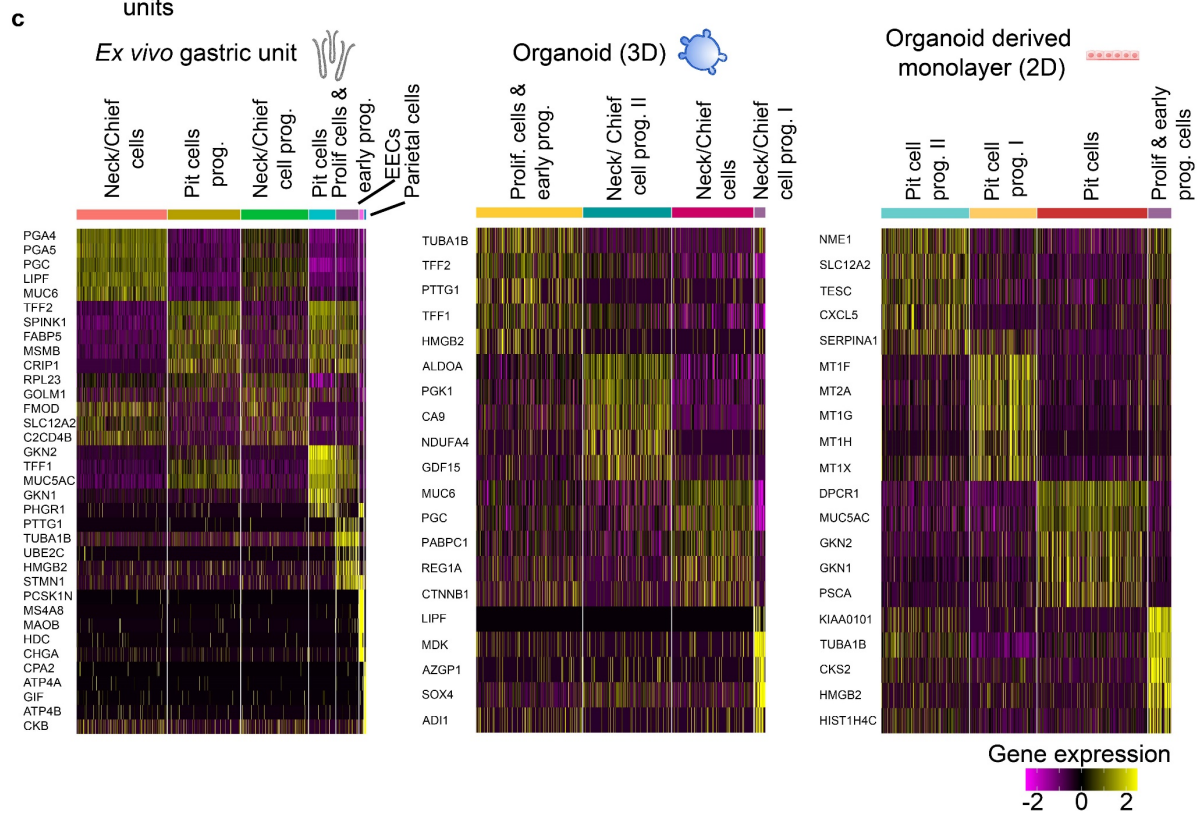 units
c
Ex vivo gastric unit
Neck/Chief
cells
Pit cells
prog.
Neck/Chief
cell prog.
Pit cells
Prolif cells &
early prog.
EECs
Parietal cells
PGA4
PGA5
PGC
LIPF
MUC6
TFF2
SPINK1
FABP5
MSMB
CRIP1
RPL23
GOLM1
FMOD
SLC12A2
C2CD4B
GKN2
TFF1
MUC5AC
GKN1
PHGR1
PTTG1
TUBA1B
UBE2C
HMGB2
STMN1
PCSK1N
MS4A8
MAOB
HDC
CHGA
CPA2
ATP4A
GIF
ATP4B
CKB
Organoid (3D)
Prolif. cells &
early prog.
Neck/ Chief
cell prog. II
Neck/Chief
cells
Neck/Chief
cell prog. I
TUBA1B
TFF2
PTTG1
TFF1
HMGB2
ALDOA
PGK1
CA9
NDUFA4
GDF15
MUC6
PGC
PABPC1
REG1A
CTNNB1
LIPF
MDK
AZGP1
SOX4
ADI1
Organoid derived
monolayer (2D)
Pit cell
prog. II
Pit cell
prog. I
Pit cells
Prolif & early
prog. cells
NME1
SLC12A2
TESC
CXCL5
SERPINA1
MT1F
MT2A
MT1G
MT1H
MT1X
DPCR1
MUC5AC
GKN2
GKN1
PSCA
KIAA0101
TUBA1B
CKS2
HMGB2
HIST1H4C
Gene expression
-2 0 2